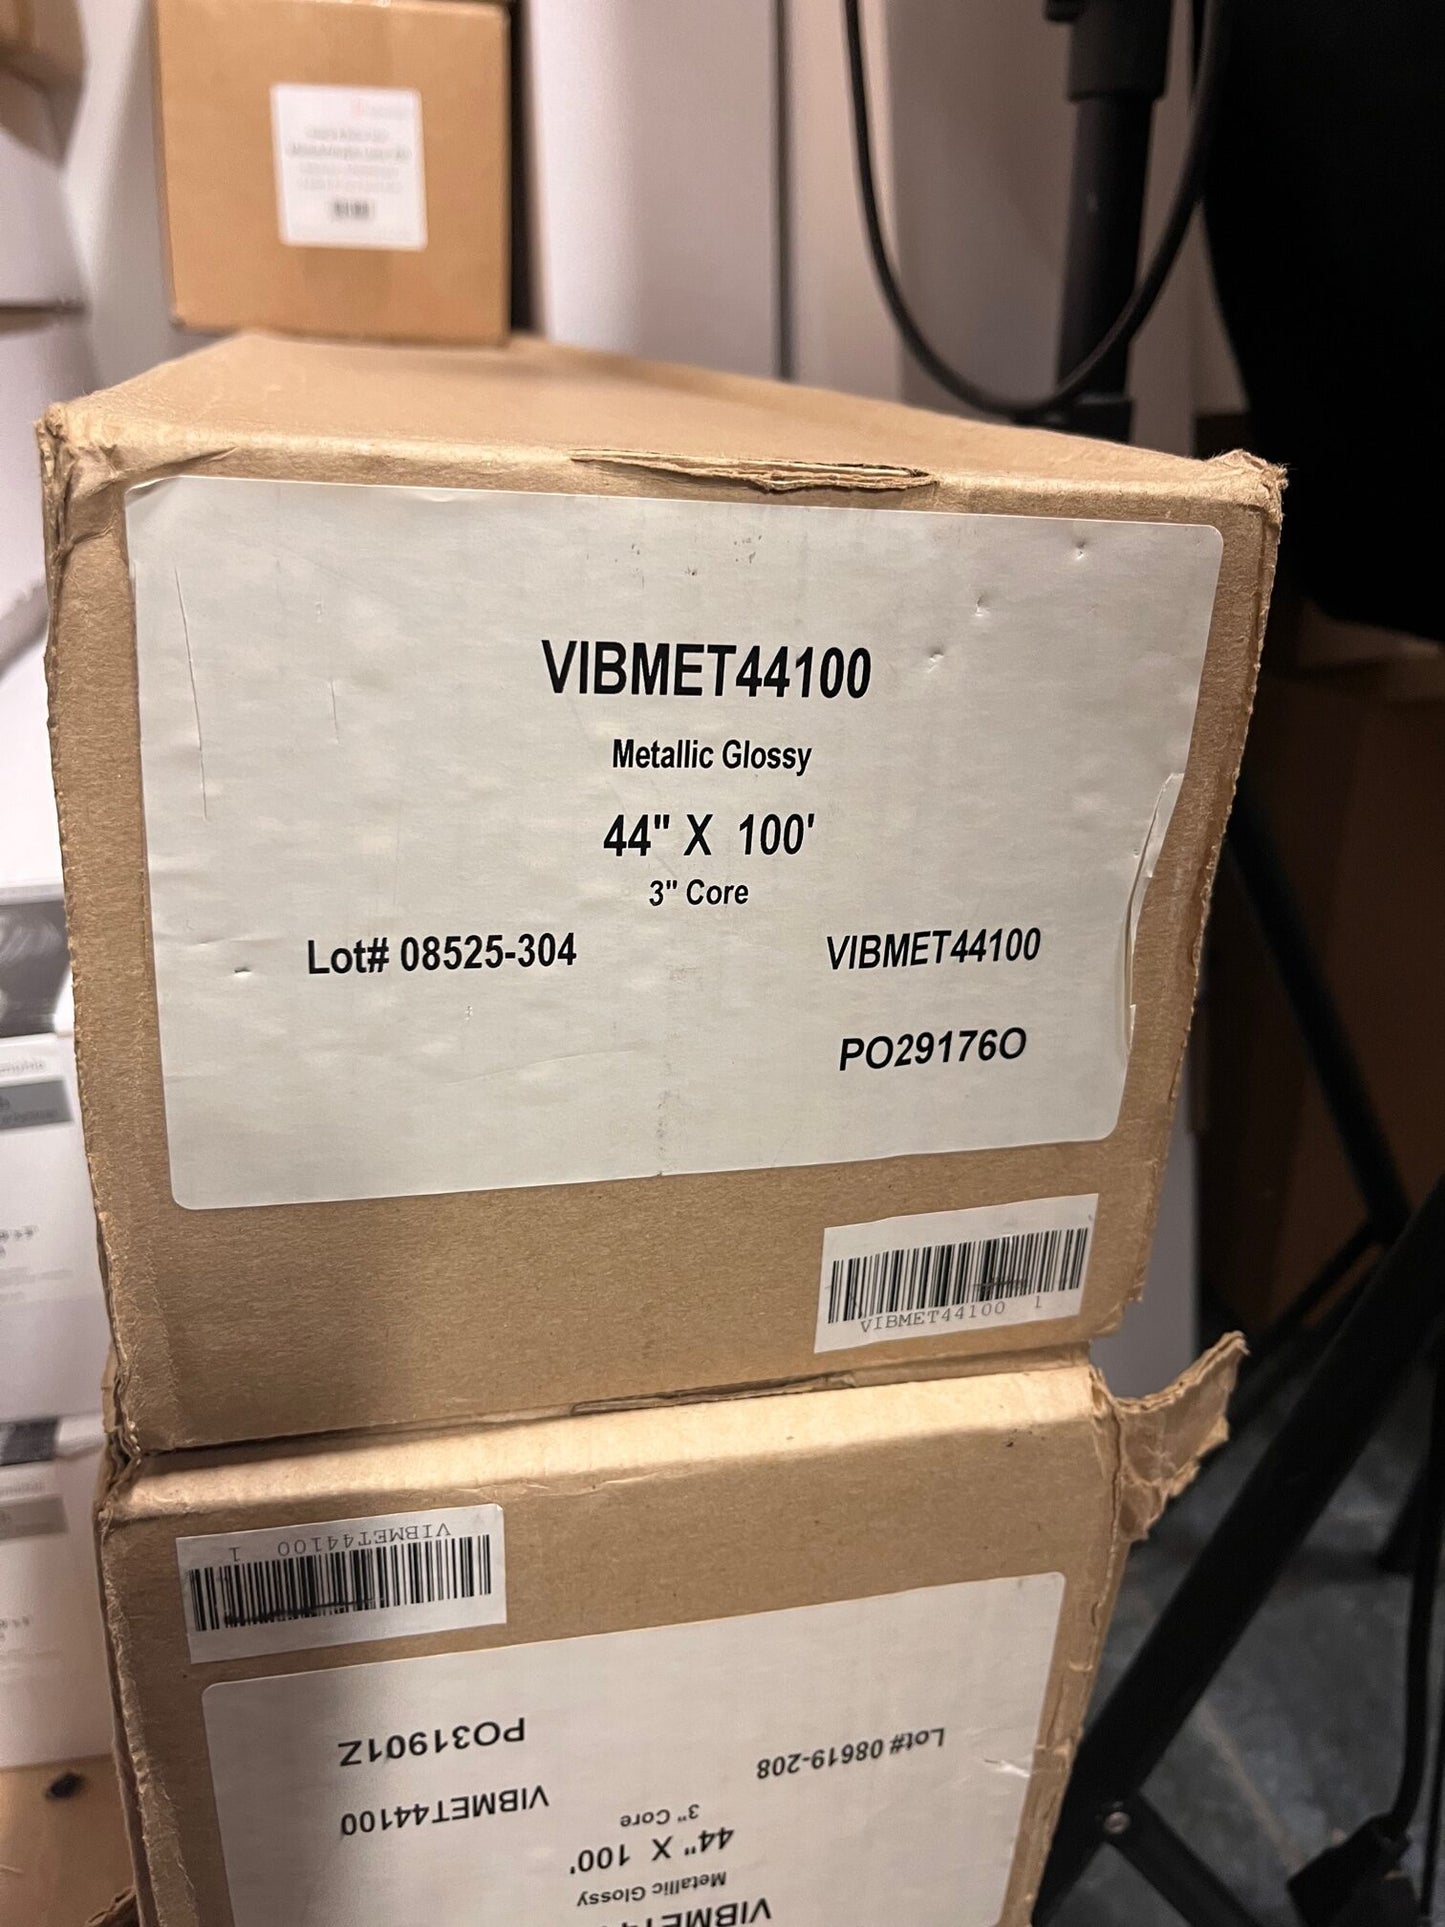 VIBMET44100
Metallic Glossy
44" X 100'
3" Core
Lot# 08525-304
VIBMET44100
PO29176O
VIBMET44100 1
VIBMET44100 1
PO31901Z
Lot# 08619-208
VIBMET44100
3" Core
44" X 100'
Metallic Glossy